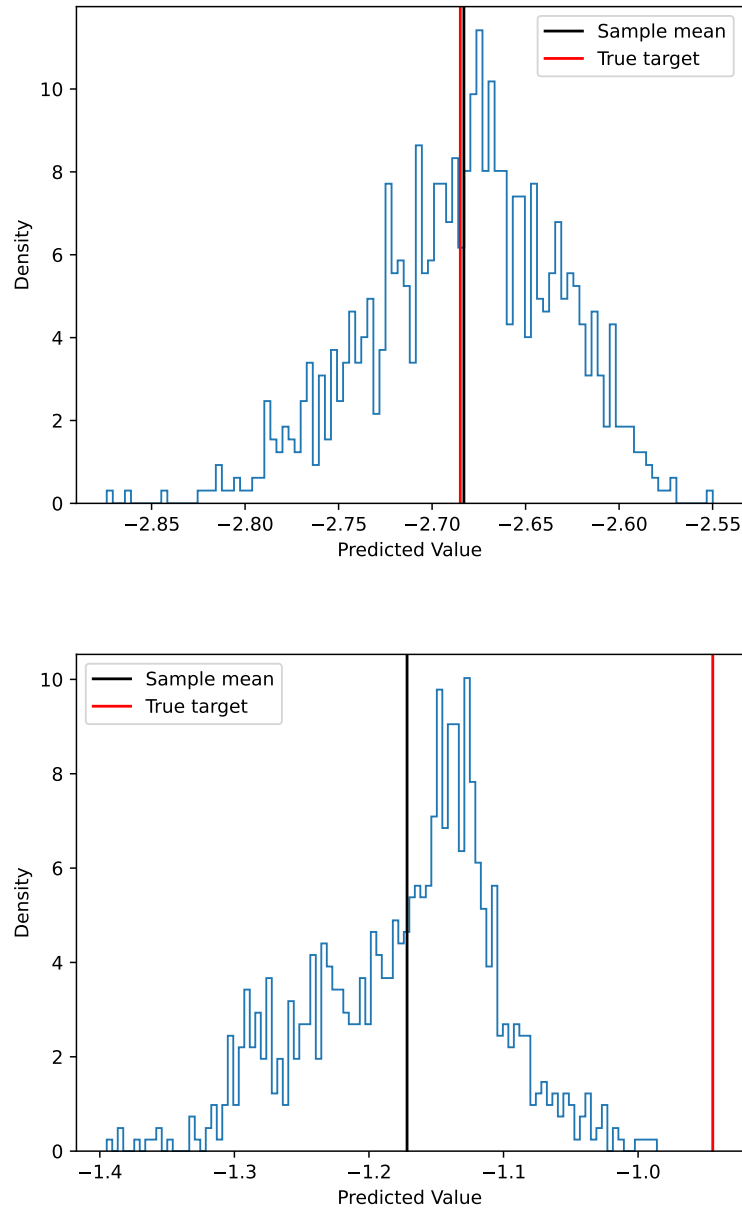 Sample mean
True target
10
8
6
4
2
0
Density
−2.85 −2.80 −2.75 −2.70 −2.65 −2.60 −2.55
Predicted Value
Sample mean
True target
10
8
6
4
2
0
Density
−1.4 −1.3 −1.2 −1.1 −1.0
Predicted Value